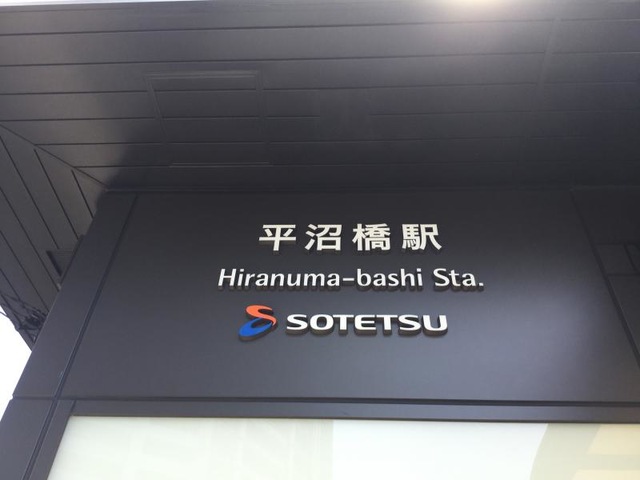 平沼橋駅
Hiranuma-bashi Sta.
SOTETSU